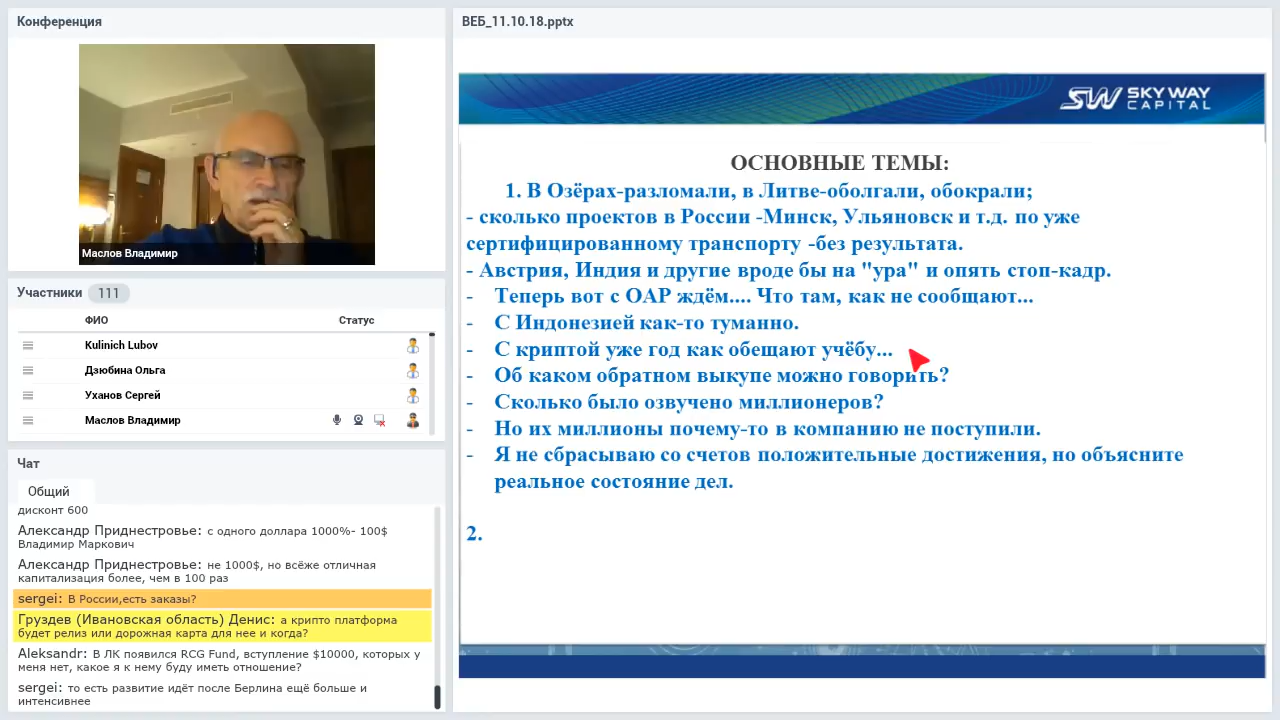 Конференция
Маслов Владимир
Участники 111
ФИО Статус
Kulinich Lubov
Дзюбина Ольга
Уханов Сергей
Маслов Владимир
Чат
Общий
дисконт 600
Александр Приднестровье: с одного доллара 1000%- 100$
Владимир Маркович
Александр Приднестровье: не 1000$, но всёже отличная
капитализация более, чем в 100 раз
sergei: В России,есть заказы?
Груздев (Ивановская область) Денис: а крипто платформа
будет релиз или дорожная карта для нее и когда?
Aleksandr: В ЛК появился RCG Fund, вступление $10000, которых у
меня нет, какое я к нему буду иметь отношение?
sergei: то есть развитие идёт после Берлина ещё больше и
интенсивнее
ВЕБ_11.10.18.pptx
SW SKY WAY
CAPITAL
ОСНОВНЫЕ ТЕМЫ:
1. В Озёрах-разломали, в Литве-оболгали, обокрали;
- сколько проектов в России -Минск, Ульяновск и т.д. по уже
сертифицированному транспорту -без результата.
- Австрия, Индия и другие вроде бы на "ура" и опять стоп-кадр.
- Теперь вот с ОАР ждём.... Что там, как не сообщают...
- С Индонезией как-то туманно.
- С криптой уже год как обещают учёбу...
- Об каком обратном выкупе можно говорить?
- Сколько было озвучено миллионеров?
- Но их миллионы почему-то в компанию не поступили.
- Я не сбрасываю со счетов положительные достижения, но объясните
реальное состояние дел.
2.